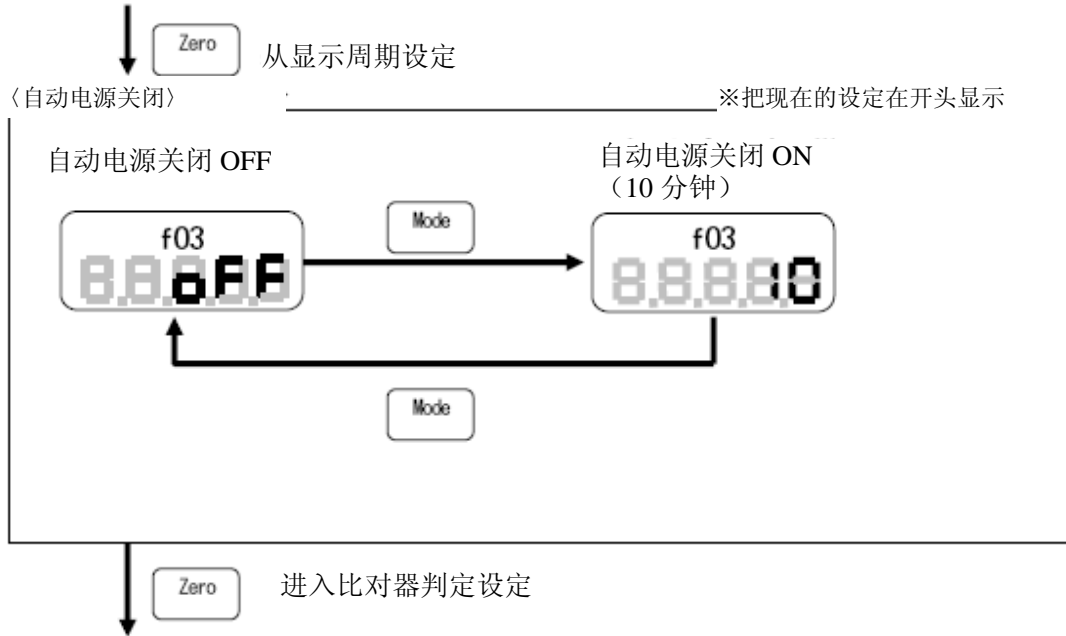 Zero
从显示周期设定
〈自动电源关闭〉
※把现在的设定在开头显示
自动电源关闭 OFF
自动电源关闭 ON
（10 分钟）
f03
oFF
Mode
f03
10
Mode
Zero
进入比对器判定设定